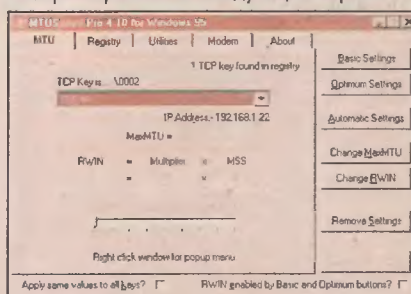 MTUS Pro 4.10 for Windows 95
MTU Registry Utilities Modem About
1 TCP key found in registry
TCP Key is... \0002
IP Address:- 192.168.1.22
MaxMTU =
RWIN = Multiplex x MSS
= x
Right click window for popup menu
Basic Settings
Optimum Settings
Automatic Settings
Change MaxMTU
Change RWIN
Remove Settings
Apply same values to all keys? RWIN enabled by Basic and Optimum buttons?